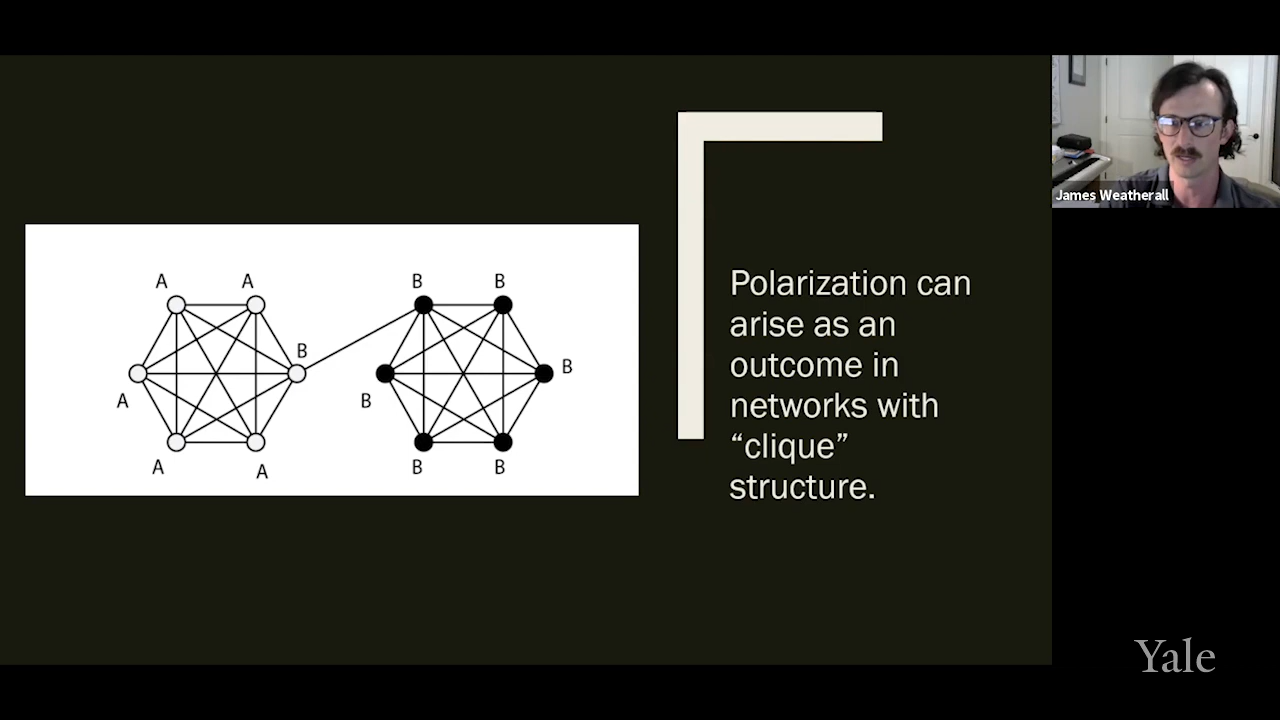 A A B B
B
B
A B
A B B
A
Polarization can
arise as an
outcome in
networks with
“clique”
structure.
James Weatherall
Yale